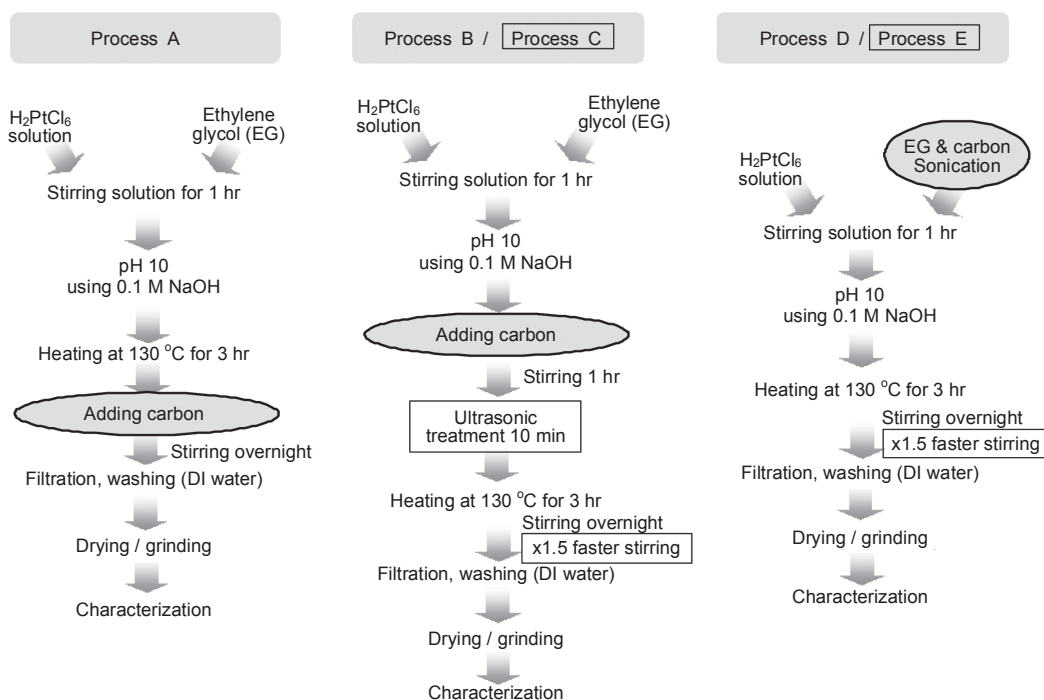 Process A
H₂PtCl₆
solution
Ethylene
glycol (EG)
Stirring solution for 1 hr
pH 10
using 0.1 M NaOH
Heating at 130 °C for 3 hr
Adding carbon
Stirring overnight
Filtration, washing (DI water)
Drying / grinding
Characterization
Process B / Process C
H₂PtCl₆
solution
Ethylene
glycol (EG)
Stirring solution for 1 hr
pH 10
using 0.1 M NaOH
Adding carbon
Stirring 1 hr
Ultrasonic
treatment 10 min
Heating at 130 °C for 3 hr
Stirring overnight
x1.5 faster stirring
Filtration, washing (DI water)
Drying / grinding
Characterization
Process D / Process E
H₂PtCl₆
solution
EG & carbon
Sonication
Stirring solution for 1 hr
pH 10
using 0.1 M NaOH
Heating at 130 °C for 3 hr
Stirring overnight
x1.5 faster stirring
Filtration, washing (DI water)
Drying / grinding
Characterization